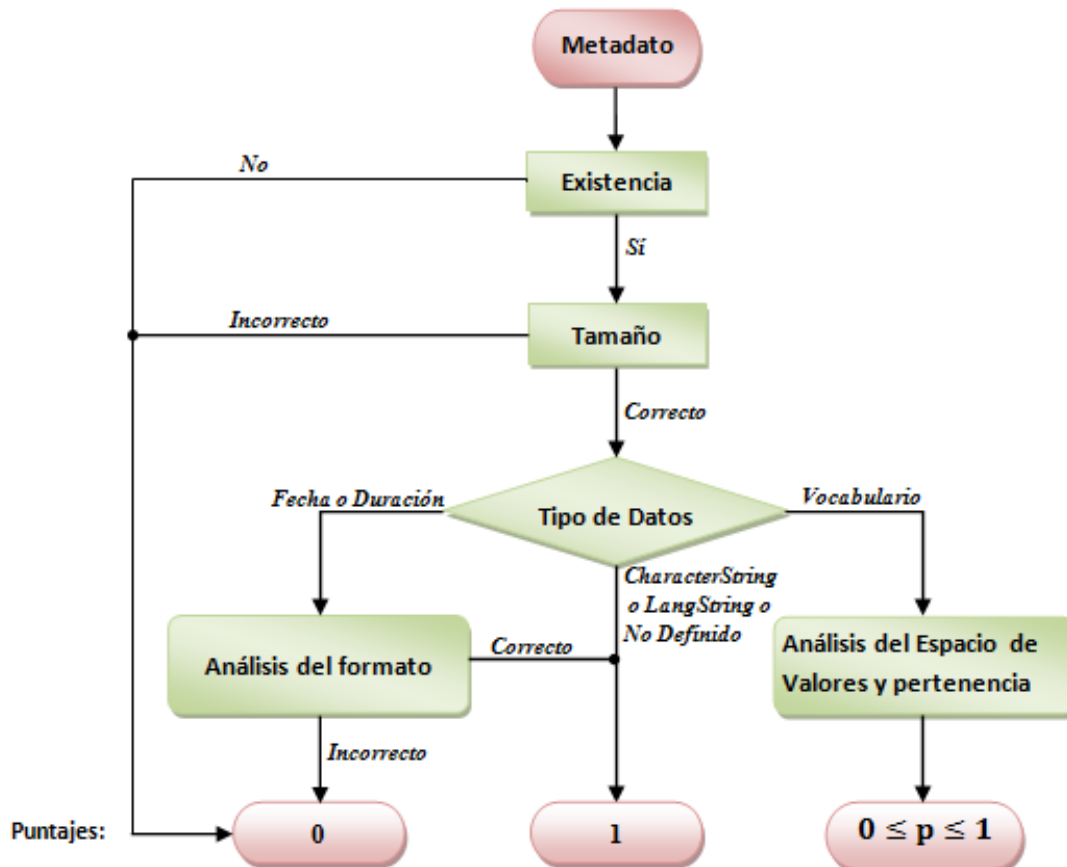 Metadato
No
Existencia
Sí
Incorrecto
Tamaño
Correcto
Fecha o Duración
Tipo de Datos
Vocabulario
CharacterString
o LangString o
No Definido
Análisis del formato
Correcto
Análisis del Espacio de
Valores y pertenencia
Incorrecto
Puntajes:
0
1
0 ≤ p ≤ 1